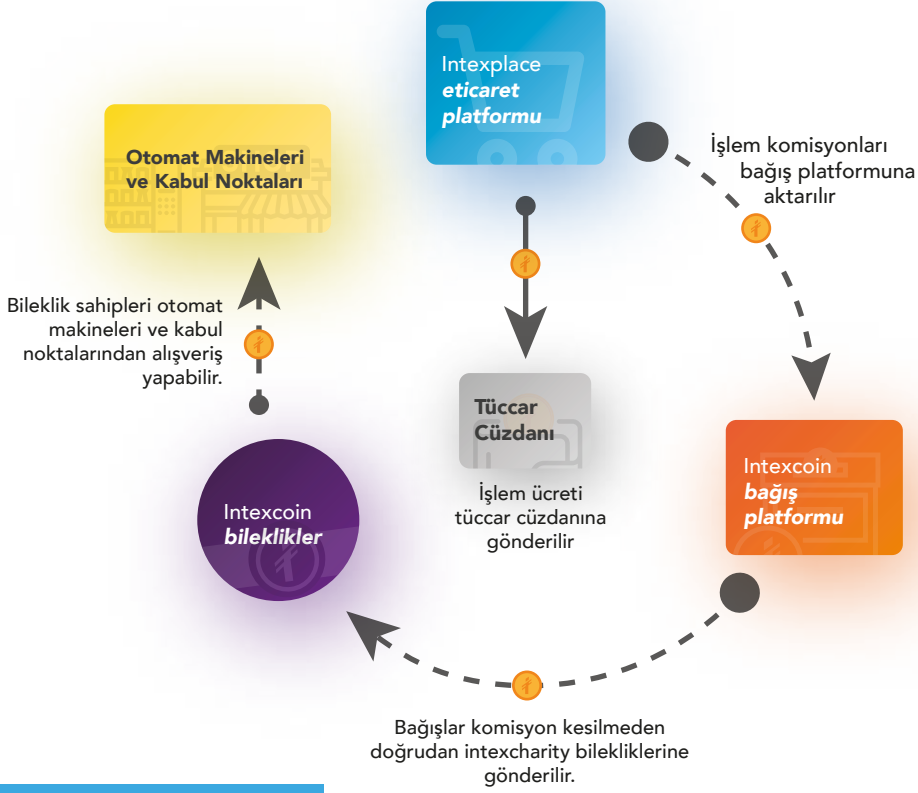 Intexplace
eticaret
platformu
Otomat Makineleri
ve Kabul Noktaları
İşlem komisyonları
bağış platformuna
aktarılır
Bileklik sahipleri otomat
makineleri ve kabul
noktalarından alışveriş
yapabilir.
Tüccar
Cüzdanı
İşlem ücreti
tüccar cüzdanına
gönderilir
Intexcoin
bağış
platformu
Intexcoin
bileklikler
Bağışlar komisyon kesilmeden
doğrudan intexcharity bilekliklerine
gönderilir.